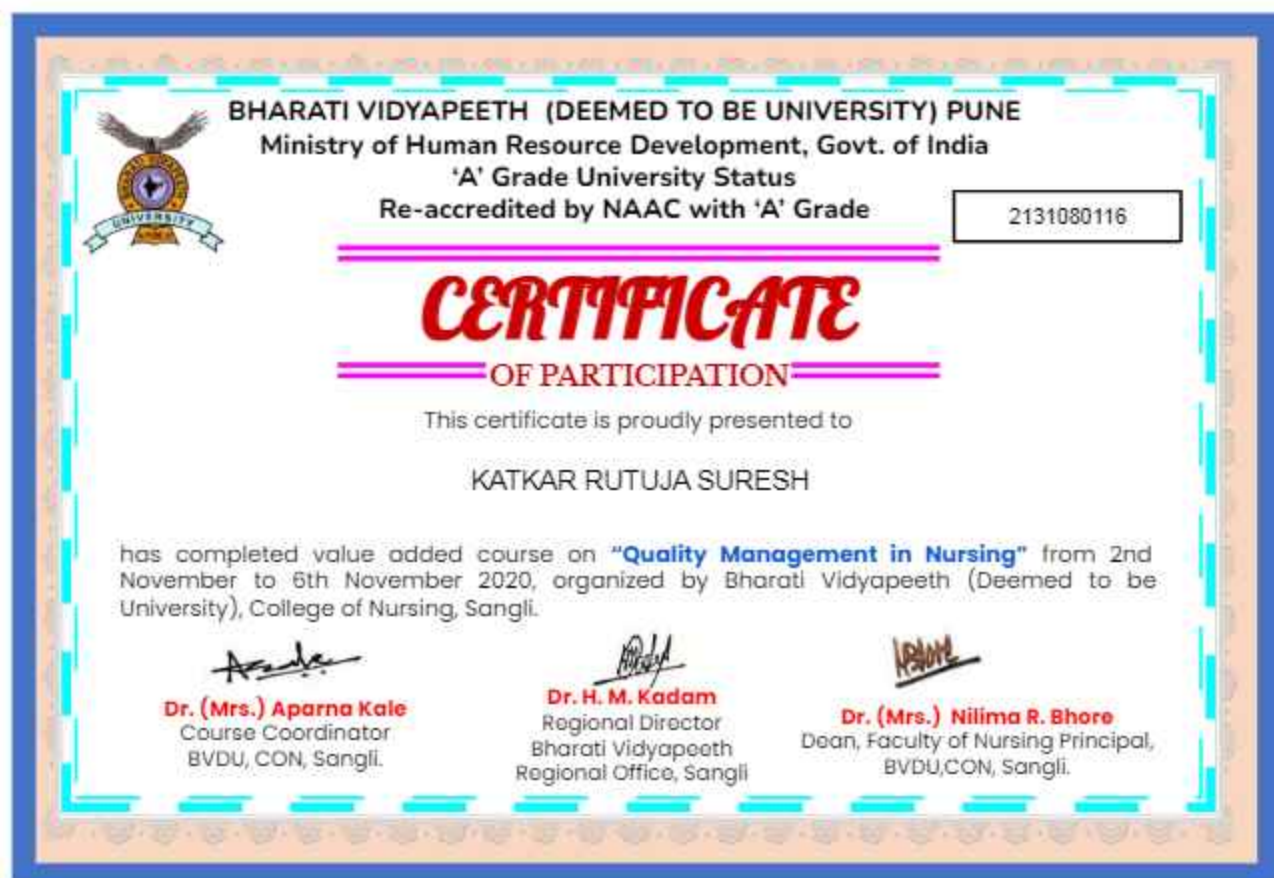 BHARATI VIDYAPEETH (DEEMED TO BE UNIVERSITY) PUNE
Ministry of Human Resource Development, Govt. of India
‘A’ Grade University Status
Re-accredited by NAAC with ‘A’ Grade
2131080116
BHARATI VIDYAPEETH
UNIVERSITY
CERTIFICATE
OF PARTICIPATION
This certificate is proudly presented to
KATKAR RUTUJA SURESH
has completed value added course on “Quality Management in Nursing” from 2nd
November to 6th November 2020, organized by Bharati Vidyapeeth (Deemed to be
University), College of Nursing, Sangli.
Dr. (Mrs.) Aparna Kale
Course Coordinator
BVDU, CON, Sangli.
Dr. H. M. Kadam
Regional Director
Bharati Vidyapeeth
Regional Office, Sangli
Dr. (Mrs.) Nilima R. Bhore
Dean, Faculty of Nursing Principal,
BVDU,CON, Sangli.